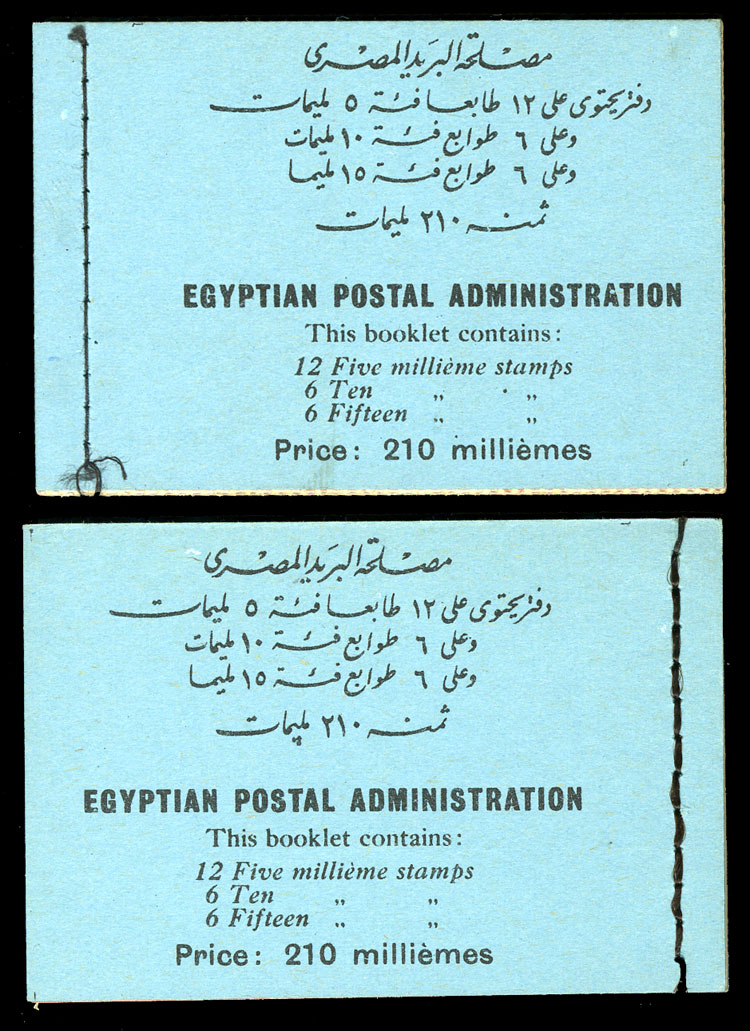 مصلحة البريد المصرى
دفتر يحتوى على ١٢ طابعا فئة ٥ مليمات
وعلى ٦ طوابع فئة ١٠ مليمات
وعلى ٦ طوابع فئة ١٥ مليما
ثمنه ٢١٠ مليمات
EGYPTIAN POSTAL ADMINISTRATION
This booklet contains:
12 Five millième stamps
6 Ten „ „
6 Fifteen „ „
Price: 210 millièmes
مصلحة البريد المصرى
دفتر يحتوى على ١٢ طابعا فئة ٥ مليمات
وعلى ٦ طوابع فئة ١٠ مليمات
وعلى ٦ طوابع فئة ١٥ مليما
ثمنه ٢١٠ مليمات
EGYPTIAN POSTAL ADMINISTRATION
This booklet contains:
12 Five millième stamps
6 Ten „ „
6 Fifteen „ „
Price: 210 millièmes